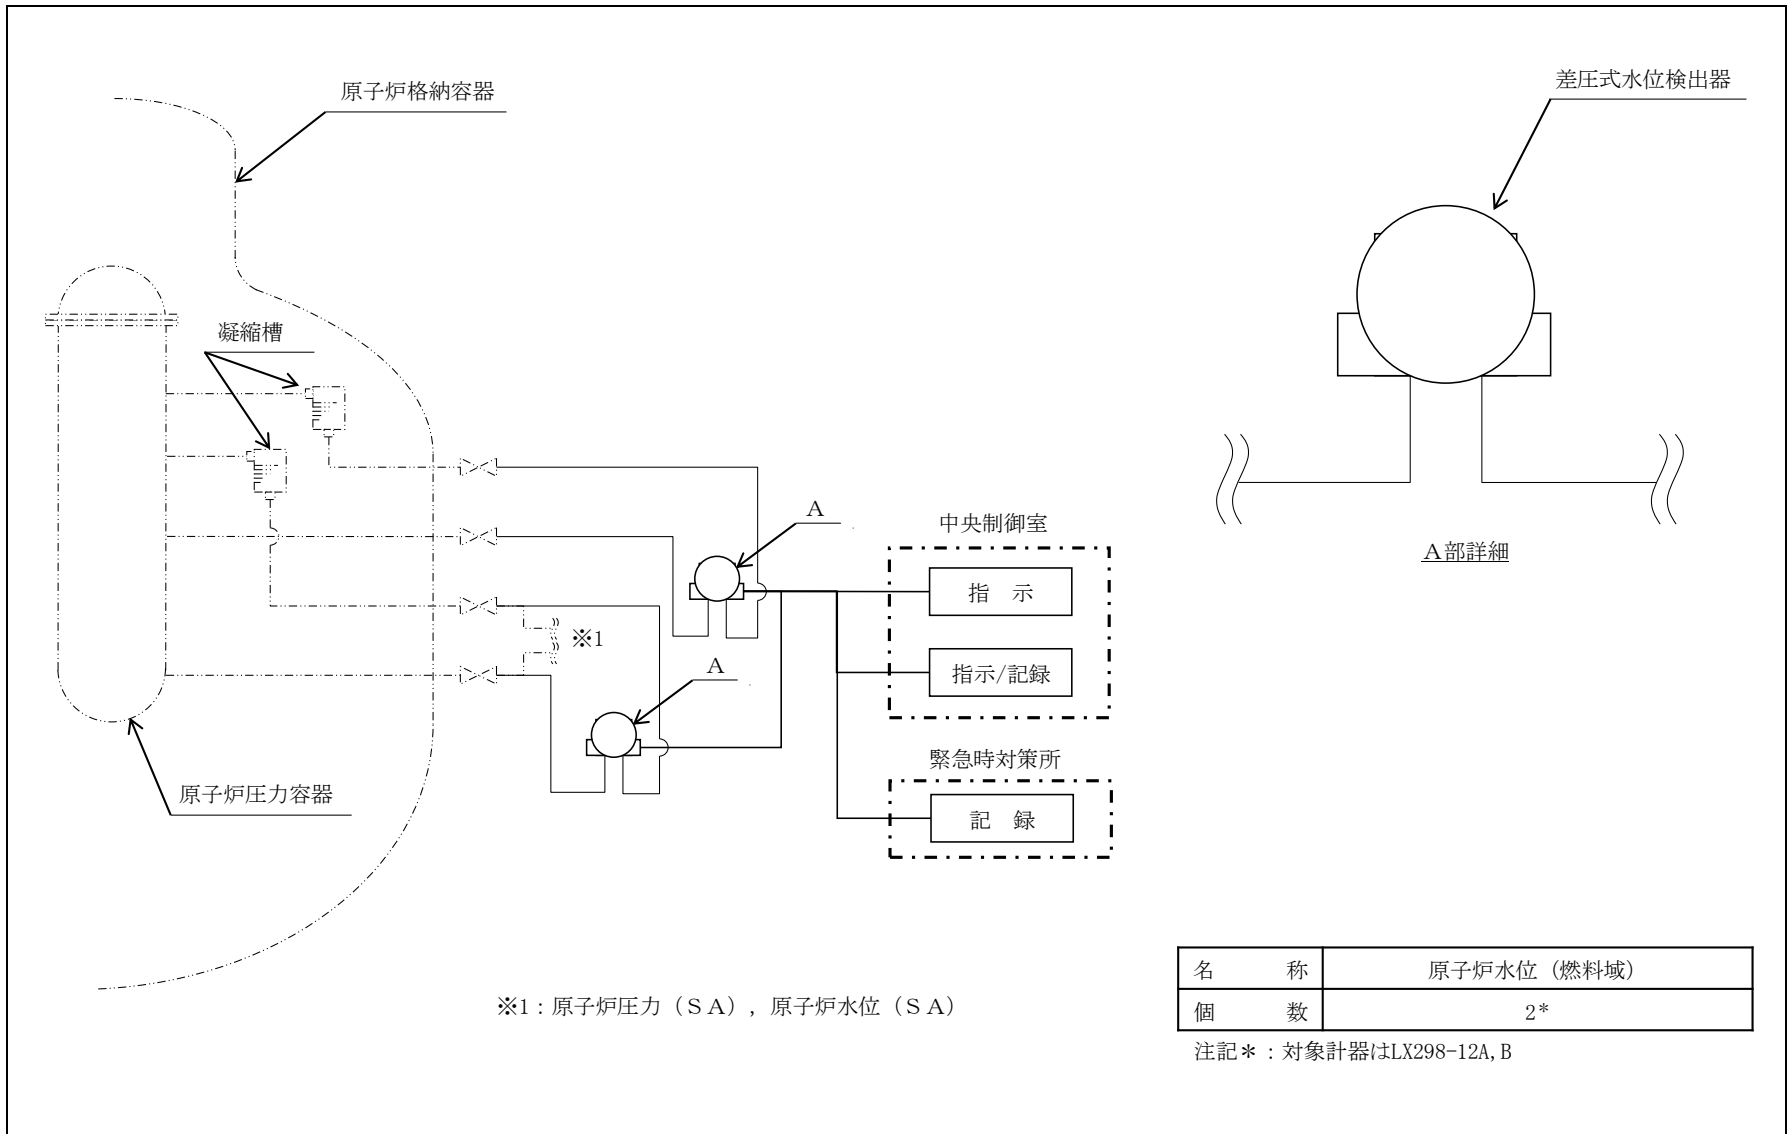 原子炉格納容器
差圧式水位検出器
凝縮槽
A
中央制御室
指　示
A部詳細
※1
指示/記録
A
緊急時対策所
原子炉圧力容器
記　録
名　称　原子炉水位（燃料域）
個　数　2*
※1：原子炉圧力（ＳＡ），原子炉水位（ＳＡ）
注記＊：対象計器はLX298-12A,B